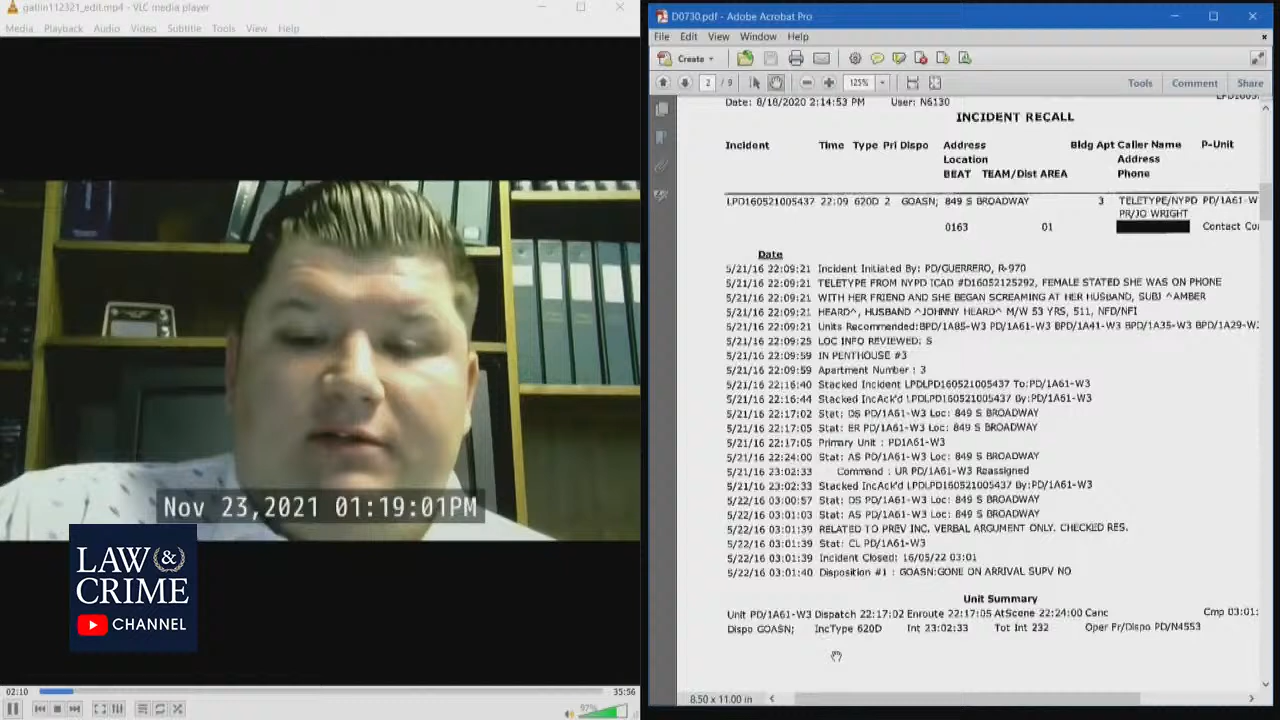 gatlin112321_edit.mp4 - VLC media player
Media Playback Audio Video Subtitle Tools View Help
Nov 23,2021 01:19:01PM
LAW &
CRIME
CHANNEL
02:10
35:56
97%
D0730.pdf - Adobe Acrobat Pro
File Edit View Window Help
Create
2 / 9
125%
Tools Comment Share
Date: 8/18/2020 2:14:53 PM User: N6130
INCIDENT RECALL
Incident Time Type Pri Dispo Address Bldg Apt Caller Name P-Unit
Location Address
BEAT TEAM/Dist AREA Phone
LPD160521005437 22:09 620D 2 GOASN; 849 S BROADWAY 3 TELETYPE/NYPD PD/1A61-W
PR/JO WRIGHT
0163 01 Contact Co
Date
5/21/16 22:09:21 Incident Initiated By: PD/GUERRERO, R-970
5/21/16 22:09:21 TELETYPE FROM NYPD ICAD #D16052125292, FEMALE STATED SHE WAS ON PHONE
5/21/16 22:09:21 WITH HER FRIEND AND SHE BEGAN SCREAMING AT HER HUSBAND, SUBJ ^AMBER
5/21/16 22:09:21 HEARD^, HUSBAND ^JOHNNY HEARD^ M/W 53 YRS, 511, NFD/NFI
5/21/16 22:09:21 Units Recommended:BPD/1A85-W3 PD/1A61-W3 BPD/1A41-W3 BPD/1A35-W3 BPD/1A29-W
5/21/16 22:09:25 LOC INFO REVIEWED: S
5/21/16 22:09:59 IN PENTHOUSE #3
5/21/16 22:09:59 Apartment Number : 3
5/21/16 22:16:40 Stacked Incident LPDLPD160521005437 To:PD/1A61-W3
5/21/16 22:16:44 Stacked IncAck'd LPDLPD160521005437 By:PD/1A61-W3
5/21/16 22:17:02 Stat: DS PD/1A61-W3 Loc: 849 S BROADWAY
5/21/16 22:17:05 Stat: ER PD/1A61-W3 Loc: 849 S BROADWAY
5/21/16 22:17:05 Primary Unit : PD1A61-W3
5/21/16 22:24:00 Stat: AS PD/1A61-W3 Loc: 849 S BROADWAY
5/21/16 23:02:33 Command : UR PD/1A61-W3 Reassigned
5/21/16 23:02:33 Stacked IncAck'd LPDLPD160521005437 By:PD/1A61-W3
5/22/16 03:00:57 Stat: DS PD/1A61-W3 Loc: 849 S BROADWAY
5/22/16 03:01:03 Stat: AS PD/1A61-W3 Loc: 849 S BROADWAY
5/22/16 03:01:39 RELATED TO PREV INC. VERBAL ARGUMENT ONLY. CHECKED RES.
5/22/16 03:01:39 Stat: CL PD/1A61-W3
5/22/16 03:01:39 Incident Closed: 16/05/22 03:01
5/22/16 03:01:40 Disposition #1 : GOASN:GONE ON ARRIVAL SUPV NO
Unit Summary
Unit PD/1A61-W3 Dispatch 22:17:02 Enroute 22:17:05 AtScene 22:24:00 Canc Cmp 03:01:
Dispo GOASN; IncType 620D Int 23:02:33 Tot Int 232 Oper Fr/Dispo PD/N4553
8.50 x 11.00 in